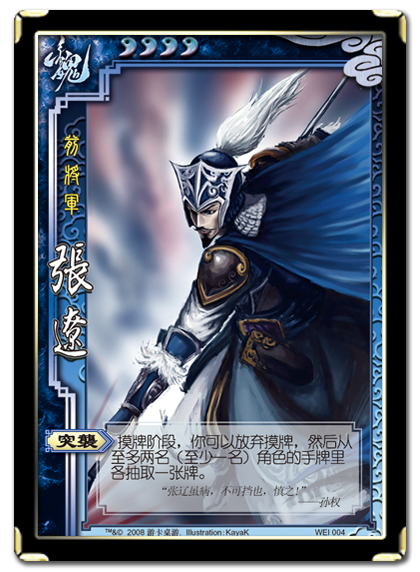 魏
前將軍
張遼
突襲
摸牌阶段，你可以放弃摸牌，然后从
至多两名（至少一名）角色的手牌里
各抽取一张牌。
“张辽虽病，不可挡也，慎之！”
——孙权
™&© 2008 游卡桌游. Illustration: KayaK
WEI 004